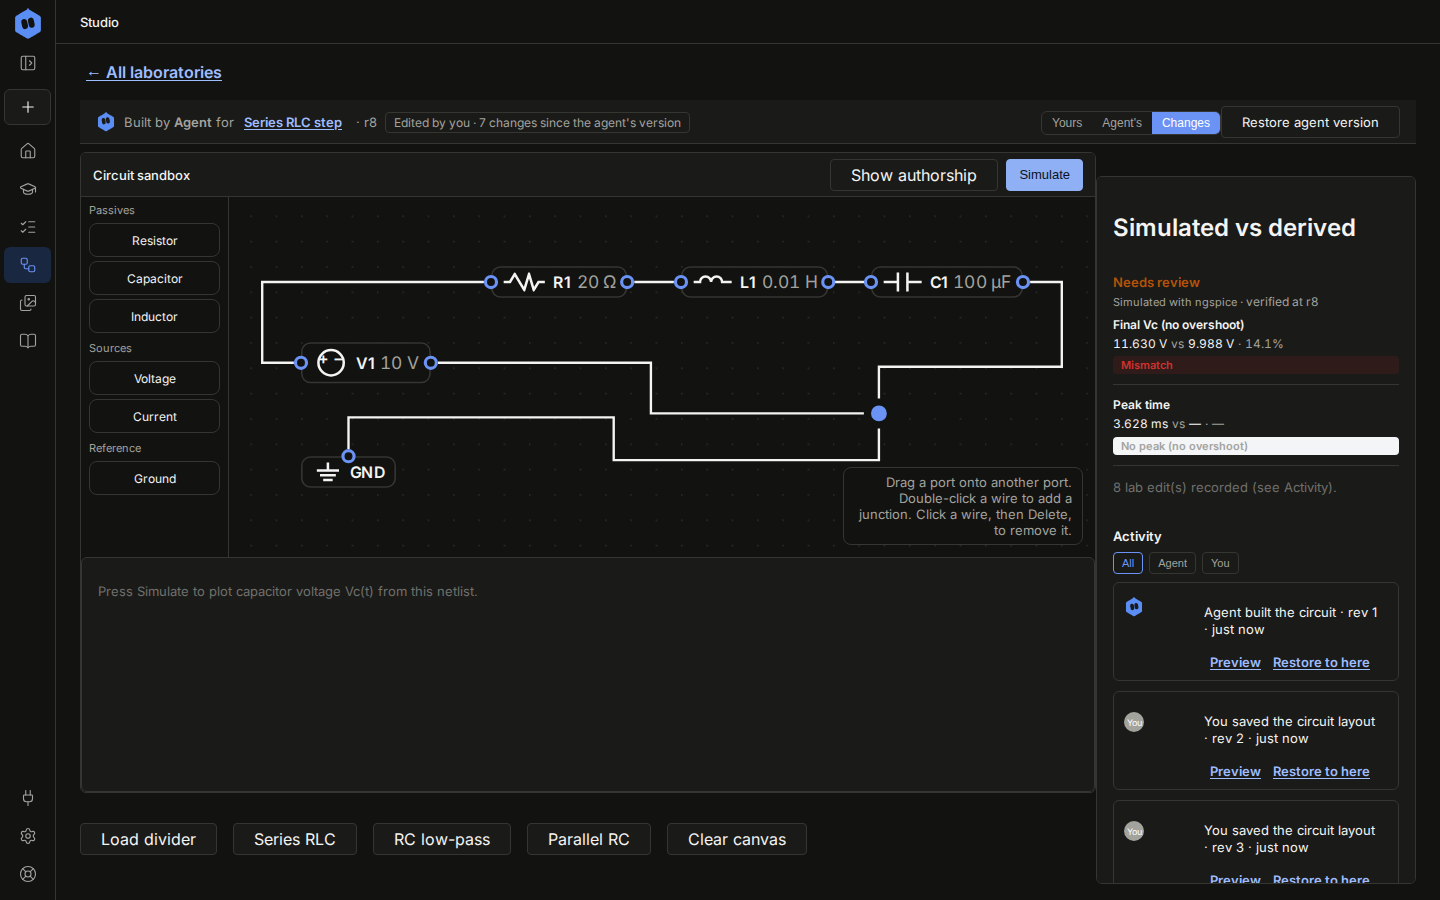 Studio
← All laboratories
Built by Agent for Series RLC step · r8 Edited by you · 7 changes since the agent's version
Yours Agent's Changes Restore agent version
Circuit sandbox
Show authorship
Simulate
Passives
Resistor
Capacitor
Inductor
Sources
Voltage
Current
Reference
Ground
R1 20 Ω
L1 0.01 H
C1 100 µF
+ −
V1 10 V
GND
Drag a port onto another port.
Double-click a wire to add a
junction. Click a wire, then Delete,
to remove it.
Press Simulate to plot capacitor voltage Vc(t) from this netlist.
Load divider
Series RLC
RC low-pass
Parallel RC
Clear canvas
Simulated vs derived
Needs review
Simulated with ngspice · verified at r8
Final Vc (no overshoot)
11.630 V vs 9.988 V · 14.1%
Mismatch
Peak time
3.628 ms vs — · —
No peak (no overshoot)
8 lab edit(s) recorded (see Activity).
Activity
All Agent You
Agent built the circuit · rev 1
· just now
Preview Restore to here
You
You saved the circuit layout
· rev 2 · just now
Preview Restore to here
You
You saved the circuit layout
· rev 3 · just now
Preview Restore to here